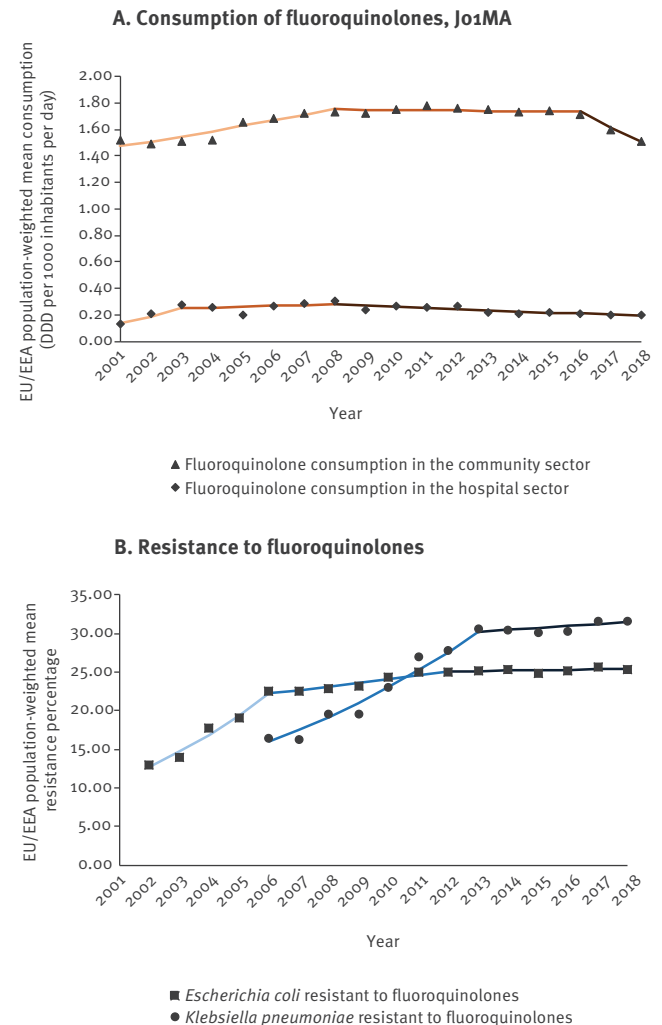 A. Consumption of fluoroquinolones, J01MA
EU/EEA population-weighted mean consumption
(DDD per 1000 inhabitants per day)
2.00
1.80
1.60
1.40
1.20
1.00
0.80
0.60
0.40
0.20
0.00
2001 2002 2003 2004 2005 2006 2007 2008 2009 2010 2011 2012 2013 2014 2015 2016 2017 2018
Year
▲ Fluoroquinolone consumption in the community sector
◆ Fluoroquinolone consumption in the hospital sector
B. Resistance to fluoroquinolones
EU/EEA population-weighted mean
resistance percentage
35.00
30.00
25.00
20.00
15.00
10.00
5.00
0.00
2001 2002 2003 2004 2005 2006 2007 2008 2009 2010 2011 2012 2013 2014 2015 2016 2017 2018
Year
■ Escherichia coli resistant to fluoroquinolones
● Klebsiella pneumoniae resistant to fluoroquinolones